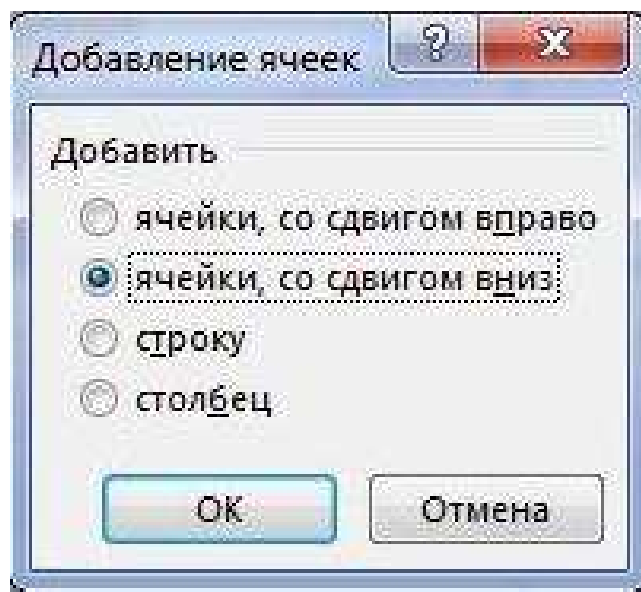 Добавление ячеек
?
Добавить
ячейки, со сдвигом вправо
ячейки, со сдвигом вниз
строку
столбец
ОК
Отмена